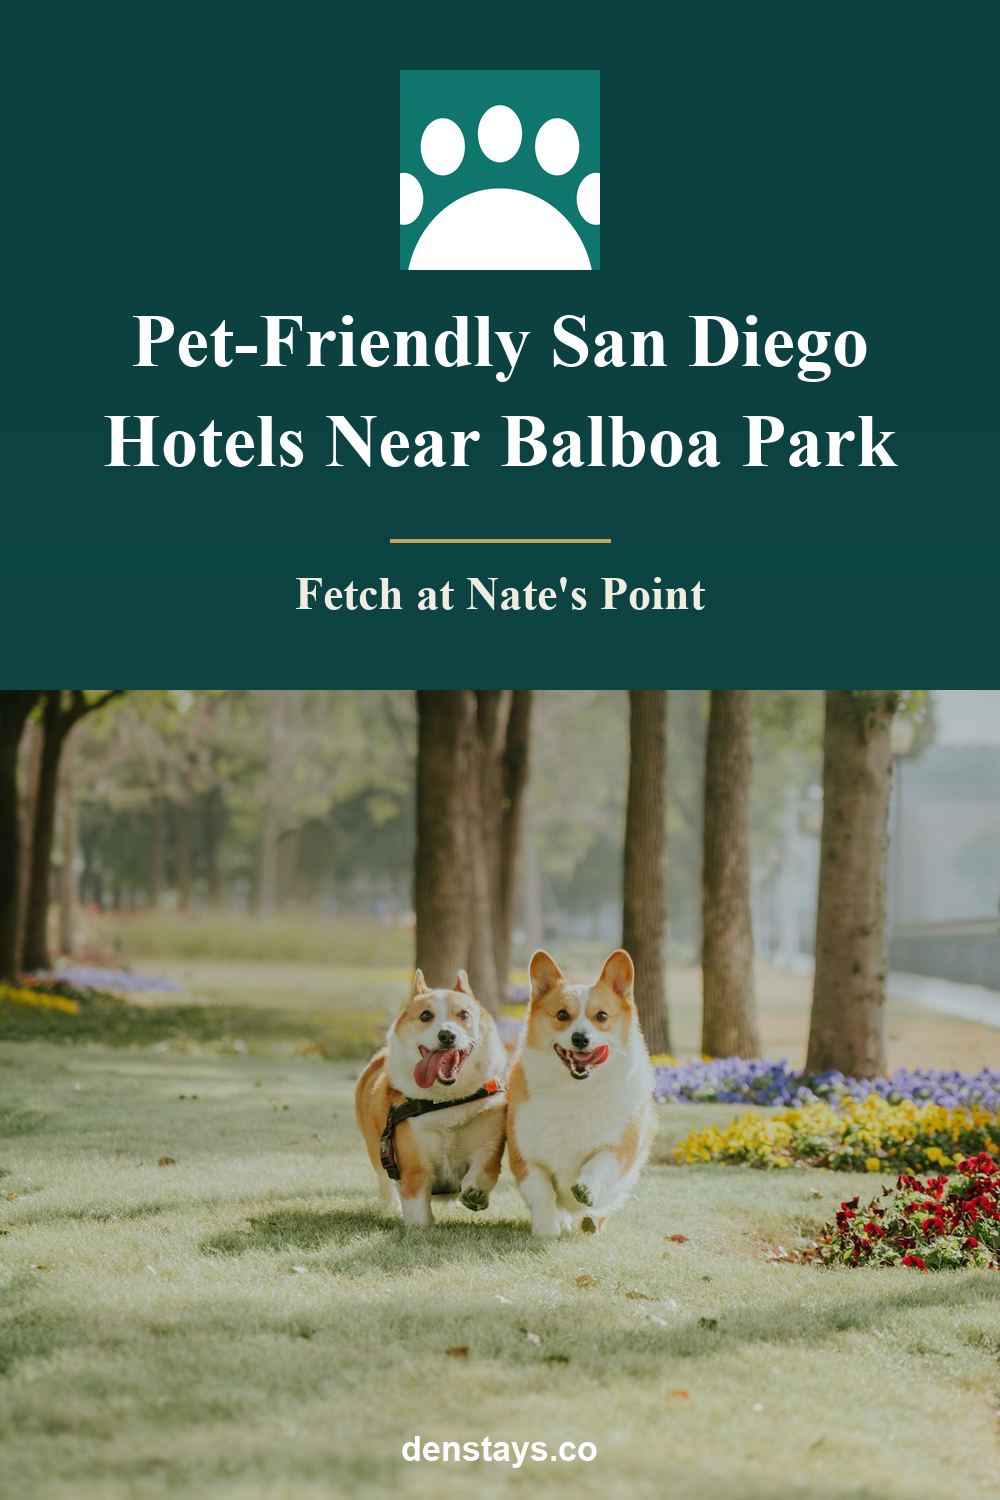 Pet-Friendly San Diego
Hotels Near Balboa Park
Fetch at Nate's Point
denstays.co